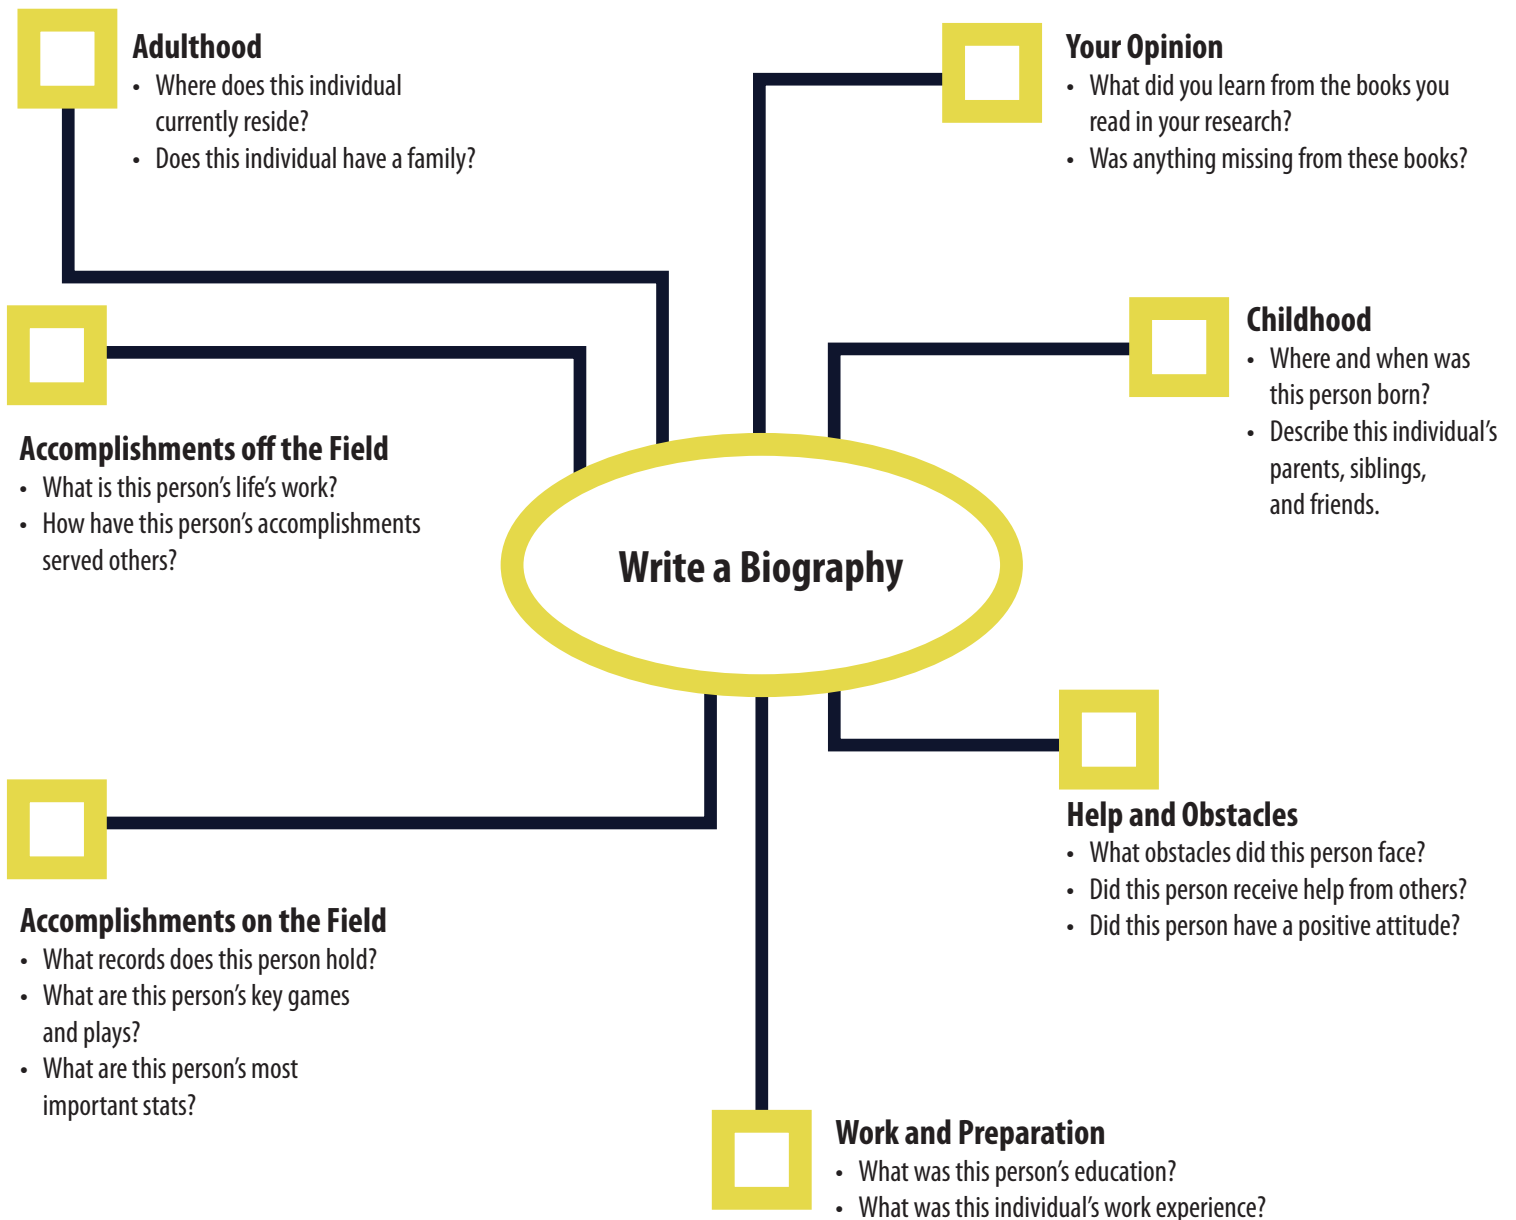 Adulthood
• Where does this individual
currently reside?
• Does this individual have a family?
Your Opinion
• What did you learn from the books you
read in your research?
• Was anything missing from these books?
Childhood
• Where and when was
this person born?
• Describe this individual’s
parents, siblings,
and friends.
Accomplishments off the Field
• What is this person’s life’s work?
• How have this person’s accomplishments
served others?
Write a Biography
Help and Obstacles
• What obstacles did this person face?
• Did this person receive help from others?
• Did this person have a positive attitude?
Accomplishments on the Field
• What records does this person hold?
• What are this person’s key games
and plays?
• What are this person’s most
important stats?
Work and Preparation
• What was this person’s education?
• What was this individual’s work experience?